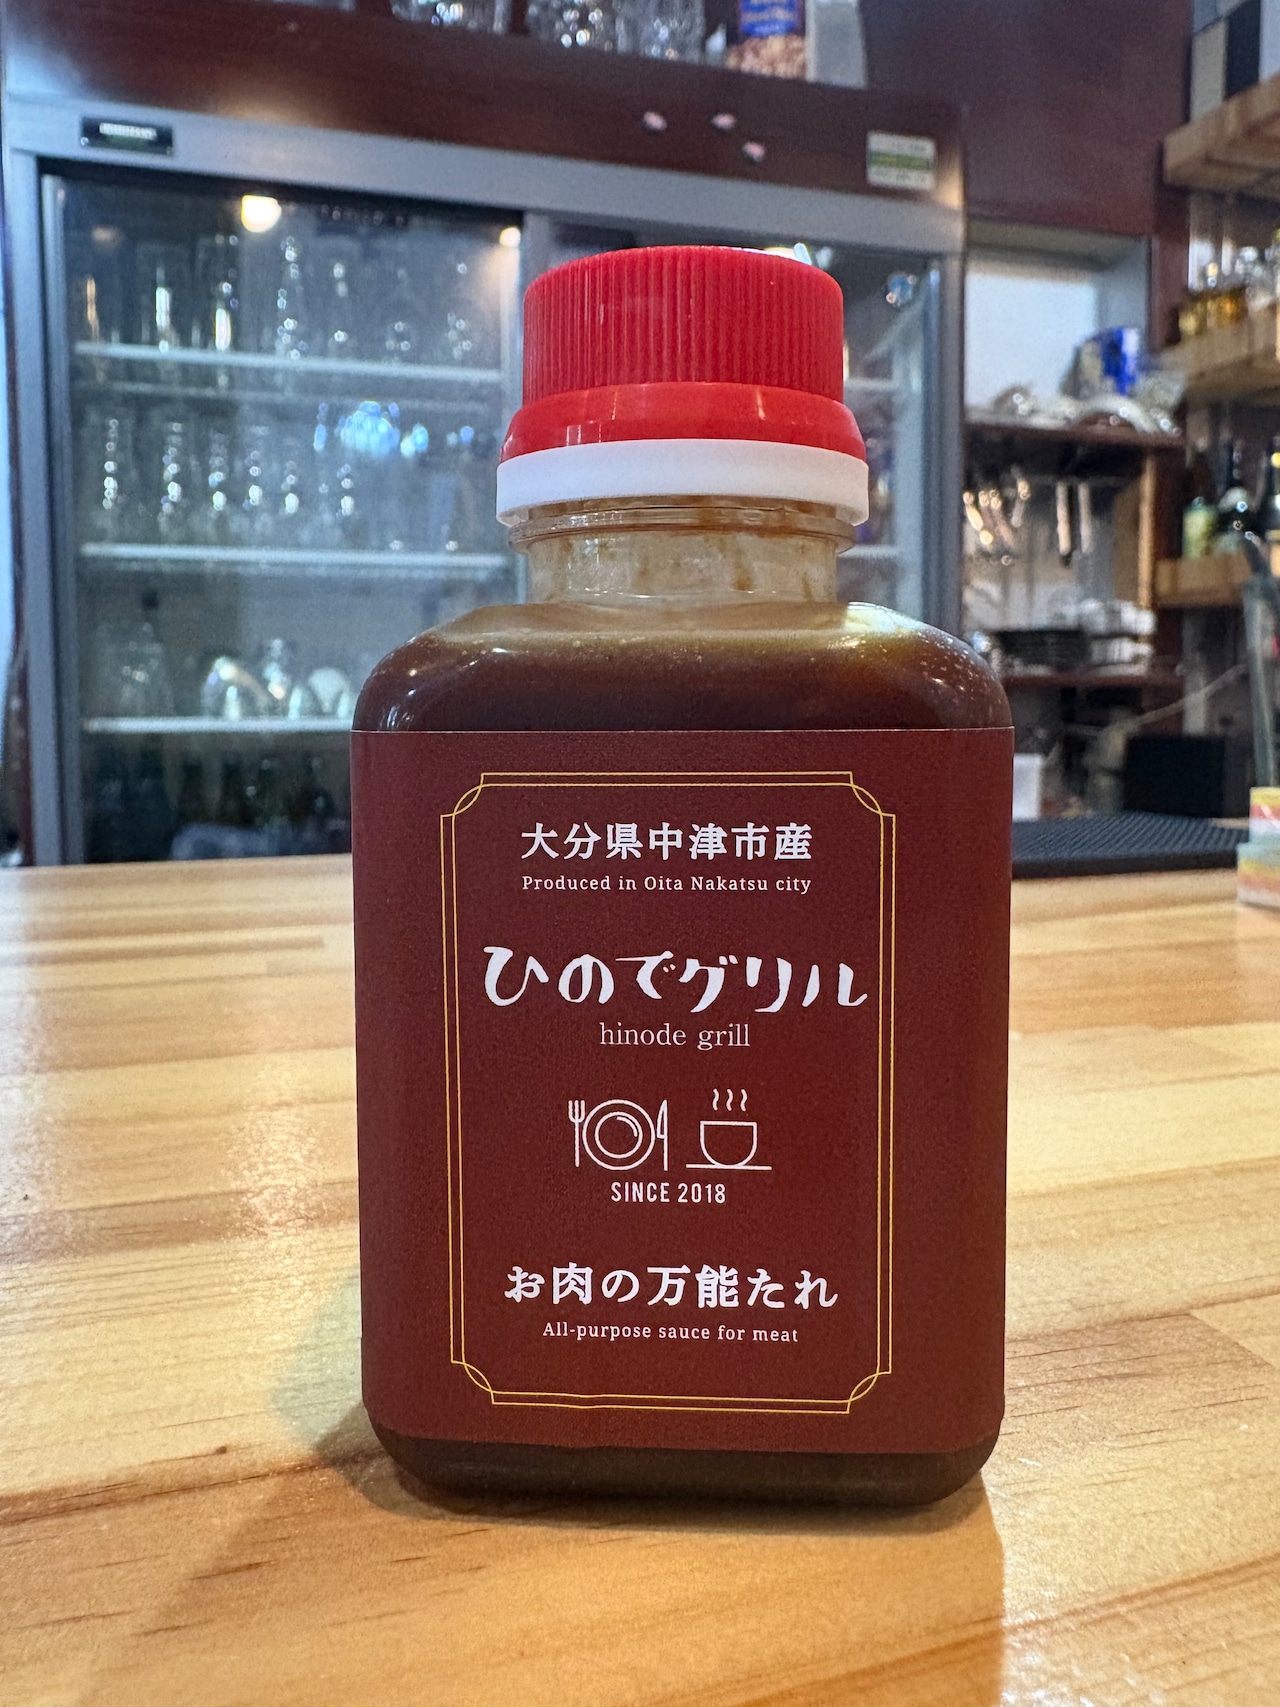 大分県中津市産
Produced in Oita Nakatsu city
ひのでグリル
hinode grill
SINCE 2018
お肉の万能たれ
All-purpose sauce for meat